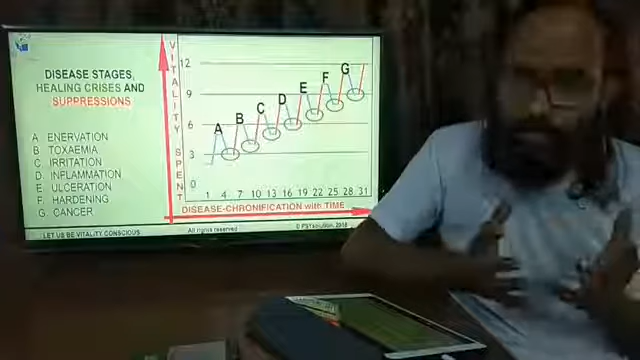 DISEASE STAGES,
HEALING CRISES AND
SUPPRESSIONS
A ENERVATION
B TOXAEMIA
C. IRRITATION
D. INFLAMMATION
E. ULCERATION
F. HARDENING
G. CANCER
VITALITY SPENT
12
9
6
3
0
A
B
C
D
E
F
G
1 4 7 10 13 16 19 22 25 28 31
DISEASE-CHRONIFICATION with TIME
LET US BE VITALITY CONSCIOUS
All rights reserved